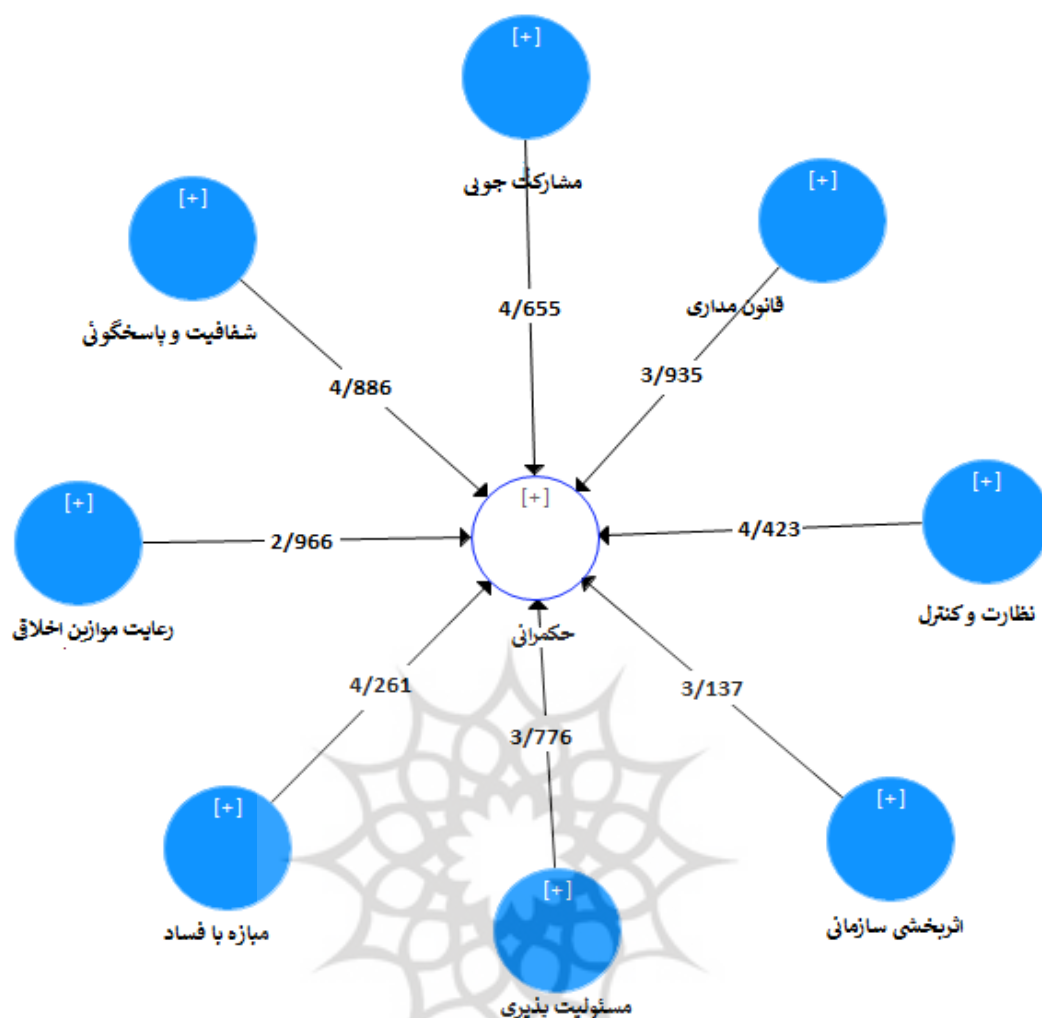 [+]
مشارکت جویی
[+]
قانون مداری
[+]
شفافیت و پاسخگوئی
4/655
3/935
4/886
[+]
نظارت و کنترل
4/423
[+]
رعایت موازین اخلاقی
2/966
[+]
حکمرانی
4/261
3/137
3/776
[+]
مبازه با فساد
[+]
اثربخشی سازمانی
[+]
مسئولیت پذیری